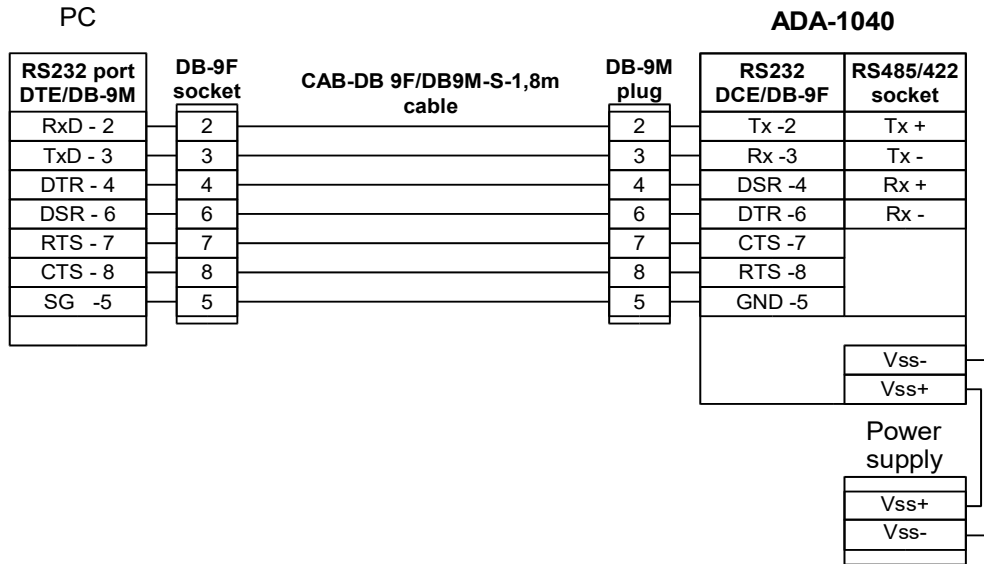 PC
ADA-1040
RS232 port
DTE/DB-9M
DB-9F
socket
CAB-DB 9F/DB9M-S-1,8m
cable
DB-9M
plug
RS232
DCE/DB-9F
RS485/422
socket
RxD - 2
2
2
Tx -2
Tx +
TxD - 3
3
3
Rx -3
Tx -
DTR - 4
4
4
DSR -4
Rx +
DSR - 6
6
6
DTR -6
Rx -
RTS - 7
7
7
CTS -7
CTS - 8
8
8
RTS -8
SG -5
5
5
GND -5
Vss-
Vss+
Power
supply
Vss+
Vss-